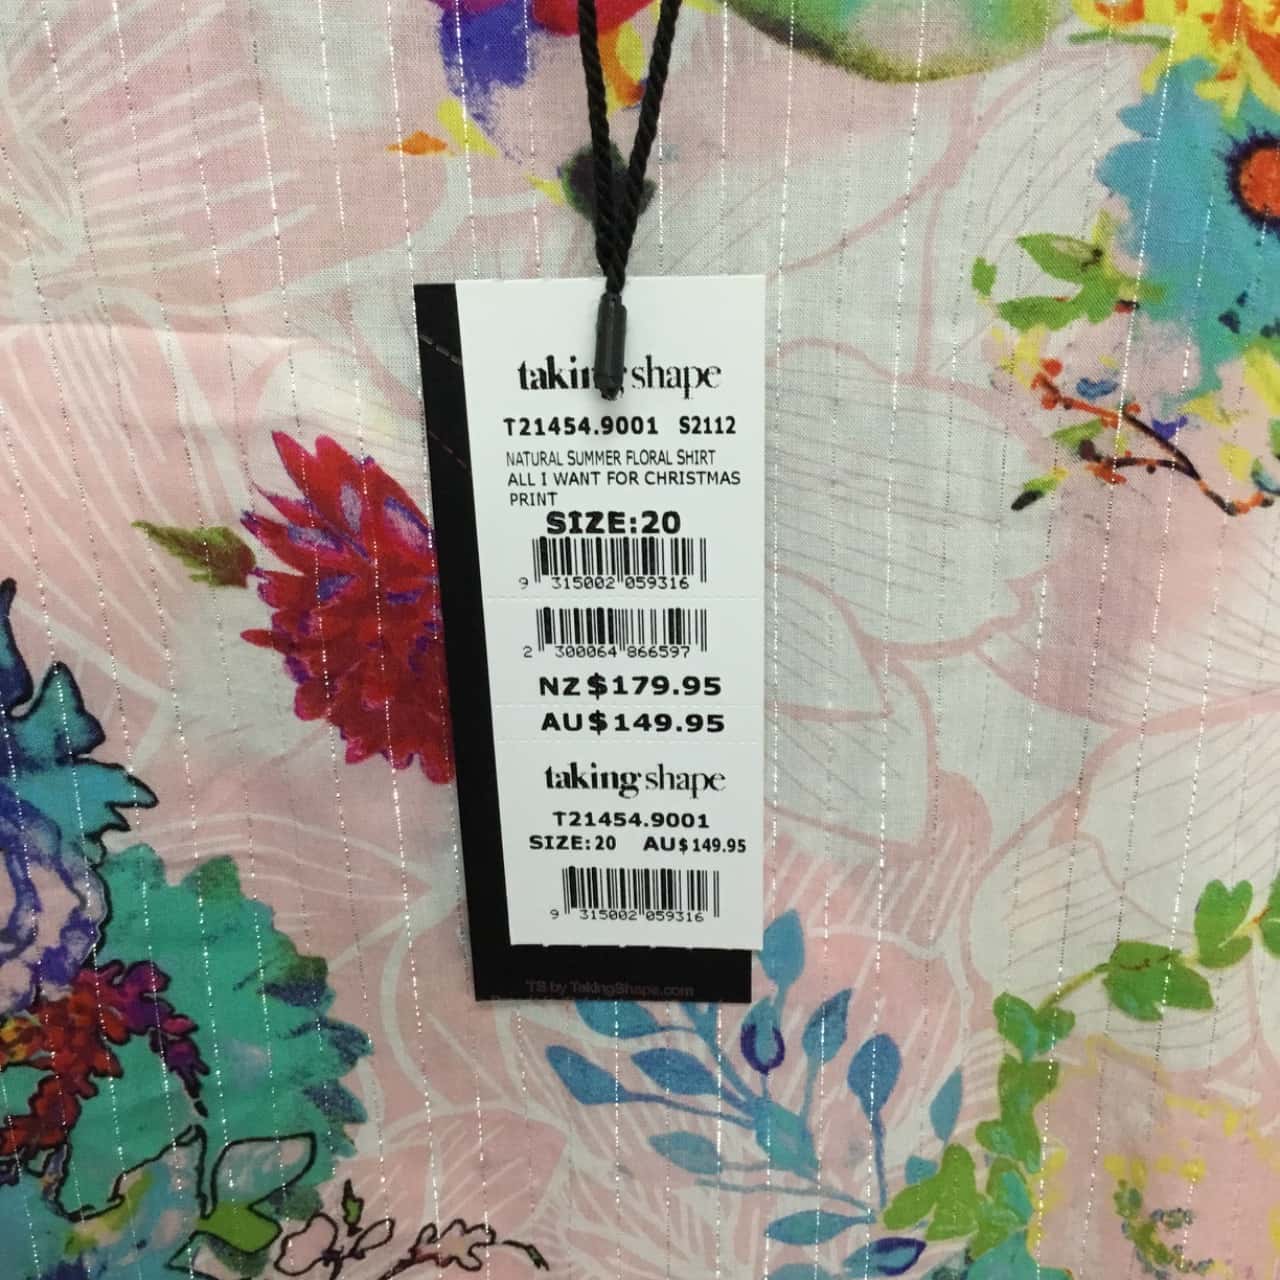 taking shape
T21454.9001 S2112
NATURAL SUMMER FLORAL SHIRT
ALL I WANT FOR CHRISTMAS
PRINT
SIZE:20
9 315002 059316
2 300064 866597
NZ$179.95
AU$149.95
taking shape
T21454.9001
SIZE:20 AU$149.95
9 315002 059316
TS by TakingShape.com